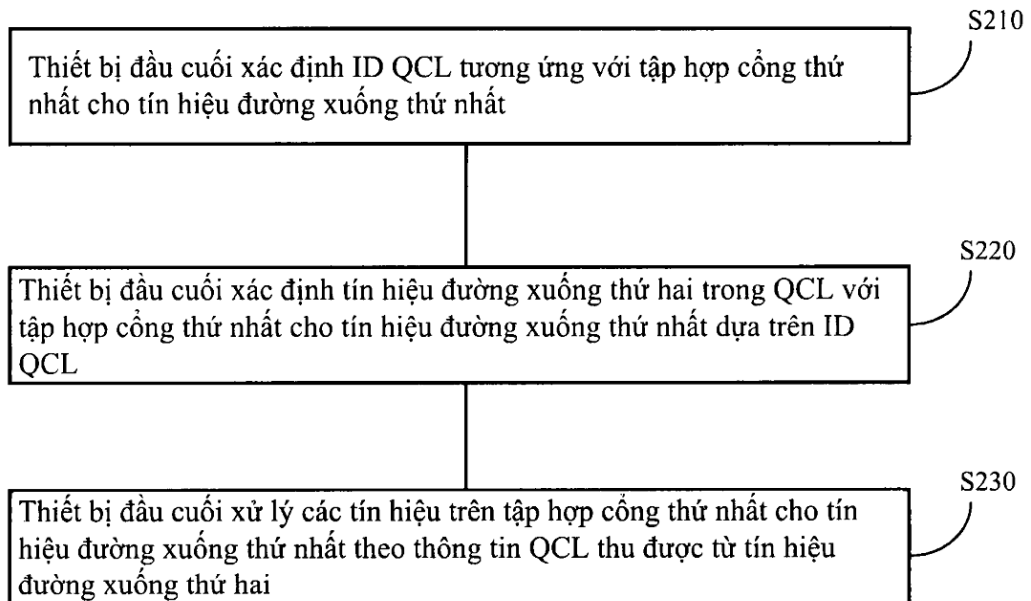 S210
Thiết bị đầu cuối xác định ID QCL tương ứng với tập hợp cổng thứ
nhất cho tín hiệu đường xuống thứ nhất
S220
Thiết bị đầu cuối xác định tín hiệu đường xuống thứ hai trong QCL với
tập hợp cổng thứ nhất cho tín hiệu đường xuống thứ nhất dựa trên ID
QCL
S230
Thiết bị đầu cuối xử lý các tín hiệu trên tập hợp cổng thứ nhất cho tín
hiệu đường xuống thứ nhất theo thông tin QCL thu được từ tín hiệu
đường xuống thứ hai